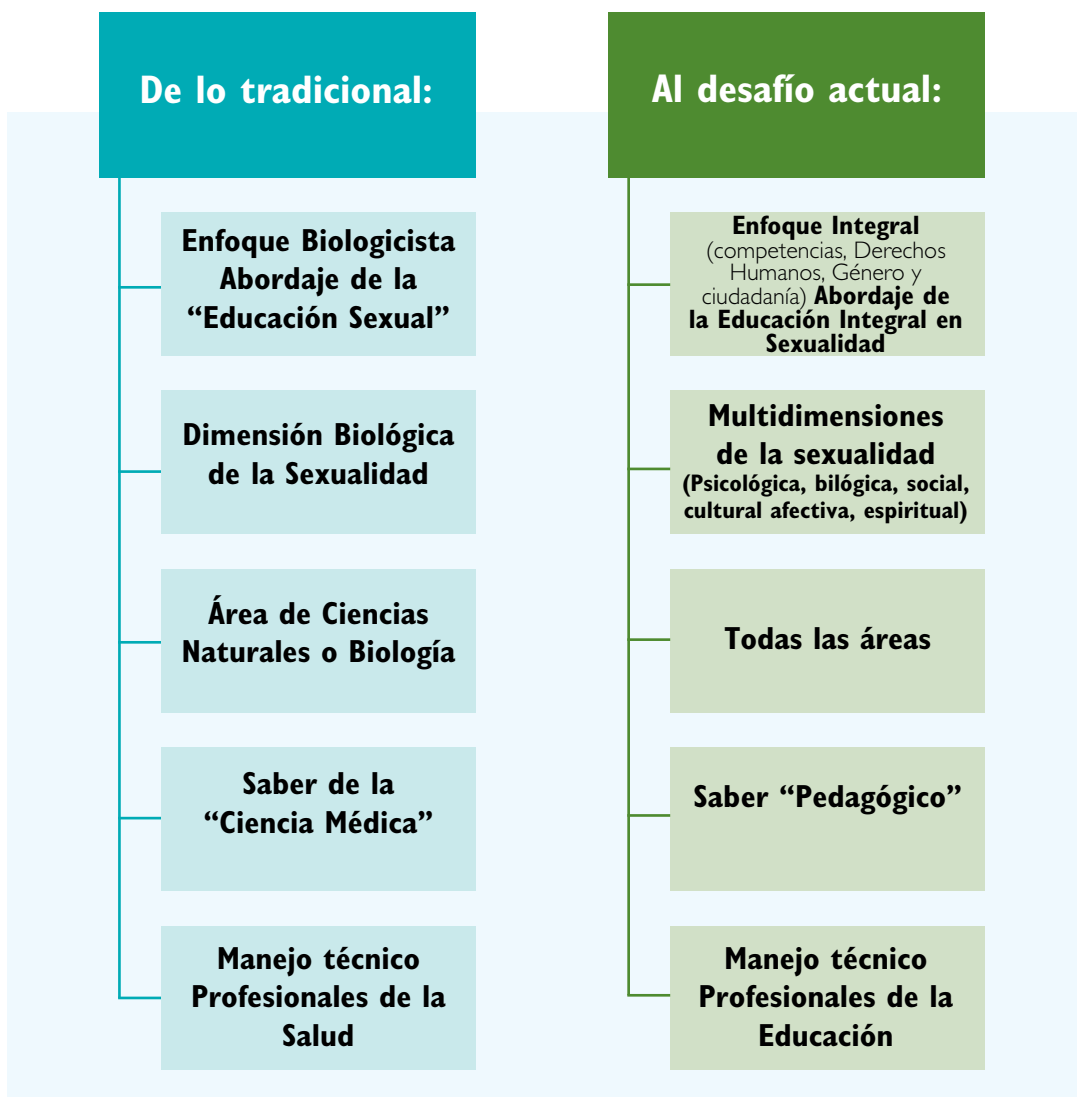 De lo tradicional:
Enfoque Biologicista
Abordaje de la
“Educación Sexual”
Dimensión Biológica
de la Sexualidad
Área de Ciencias
Naturales o Biología
Saber de la
“Ciencia Médica”
Manejo técnico
Profesionales de la
Salud
Al desafío actual:
Enfoque Integral
(competencias, Derechos
Humanos, Género y
ciudadanía) Abordaje de
la Educación Integral en
Sexualidad
Multidimensiones
de la sexualidad
(Psicológica, bilógica, social,
cultural afectiva, espiritual)
Todas las áreas
Saber “Pedagógico”
Manejo técnico
Profesionales de la
Educación